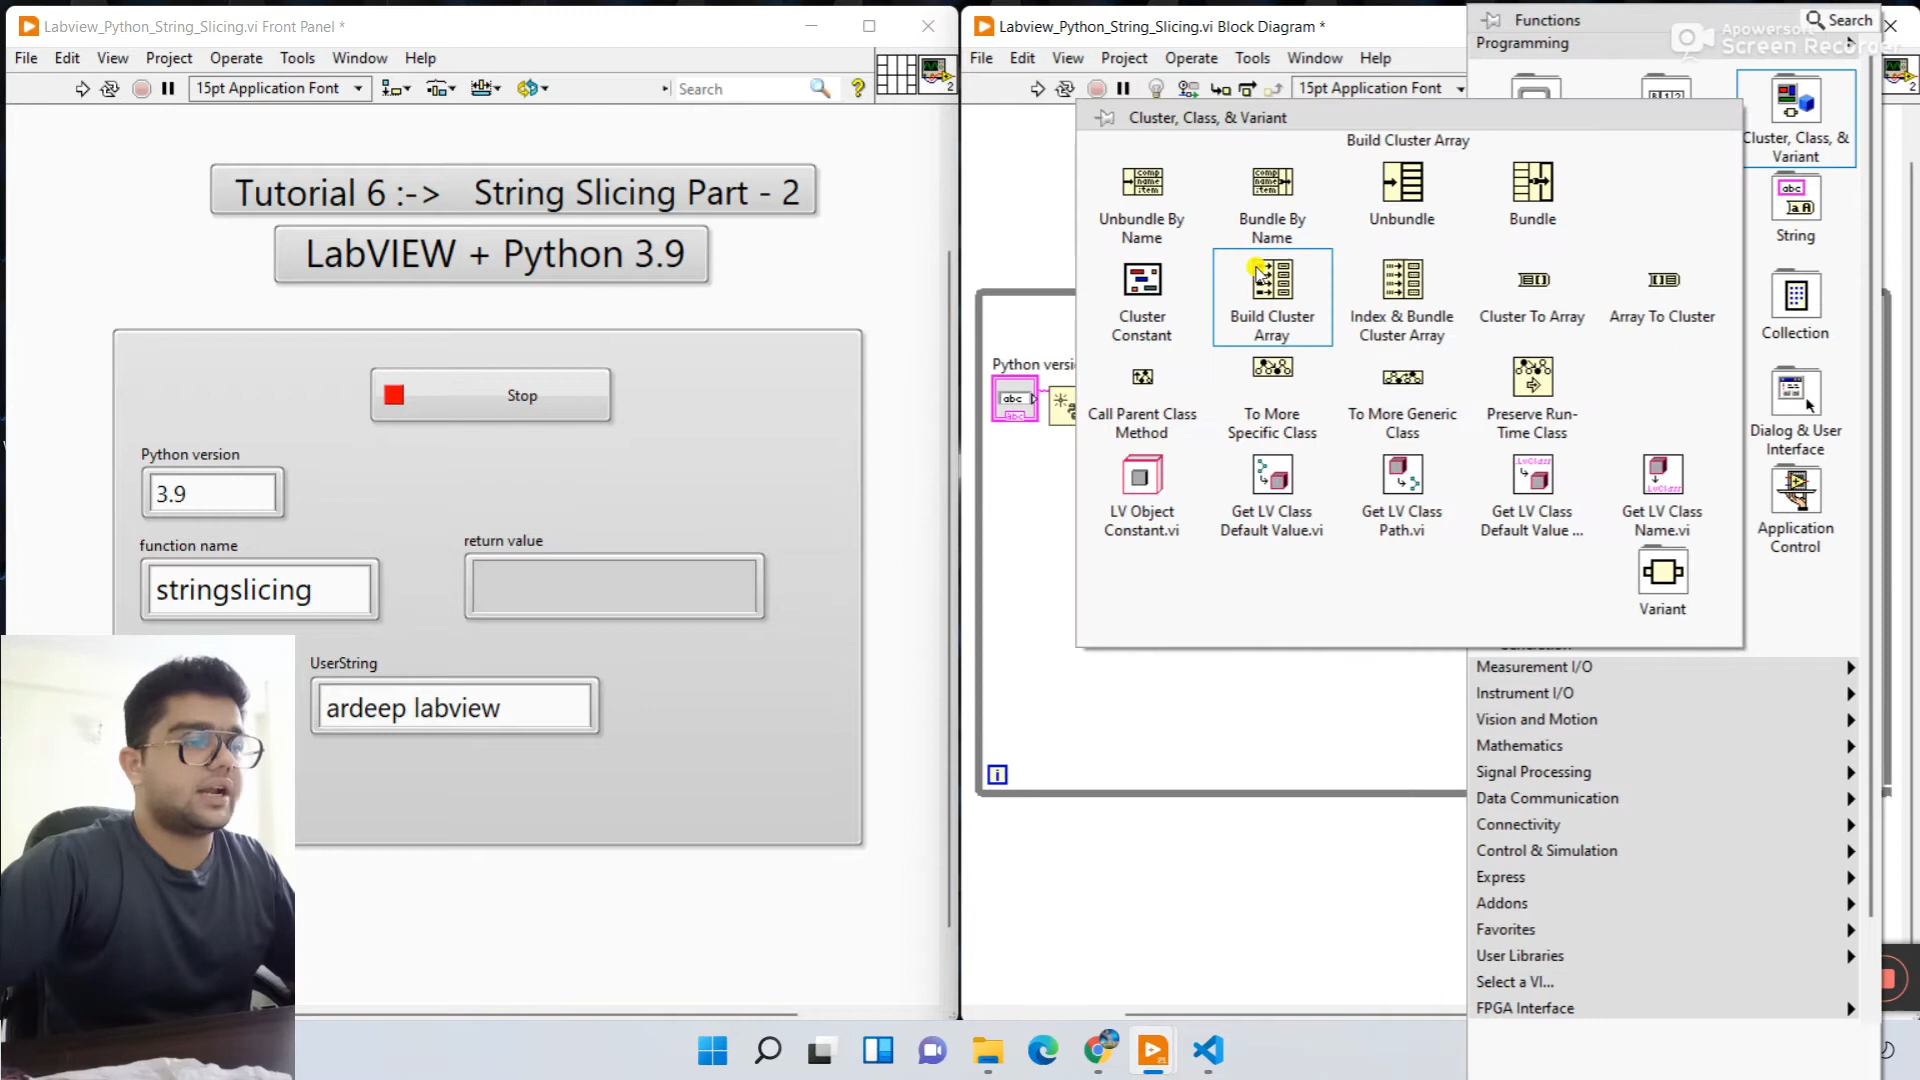 Labview_Python_String_Slicing.vi Front Panel *
File Edit View Project Operate Tools Window Help
15pt Application Font
Search
2
Tutorial 6 :-> String Slicing Part - 2
LabVIEW + Python 3.9
Stop
Python version
3.9
function name
stringslicing
return value
UserString
ardeep labview
Labview_Python_String_Slicing.vi Block Diagram *
File Edit View Project Operate Tools Window Help
15pt Application Font
2
abc
abc
i
Functions
Search
Programming
Apowersoft
Screen Recorder
Cluster, Class, & Variant
Build Cluster Array
Unbundle By Name
Bundle By Name
Unbundle
Bundle
Cluster Constant
Build Cluster Array
Index & Bundle Cluster Array
Cluster To Array
Array To Cluster
Call Parent Class Method
To More Specific Class
To More Generic Class
Preserve Run-Time Class
LV Object Constant.vi
Get LV Class Default Value.vi
Get LV Class Path.vi
Get LV Class Default Value ...
Get LV Class Name.vi
Variant
Cluster, Class, & Variant
String
Collection
Dialog & User Interface
Application Control
Measurement I/O
Instrument I/O
Vision and Motion
Mathematics
Signal Processing
Data Communication
Connectivity
Control & Simulation
Express
Addons
Favorites
User Libraries
Select a VI...
FPGA Interface